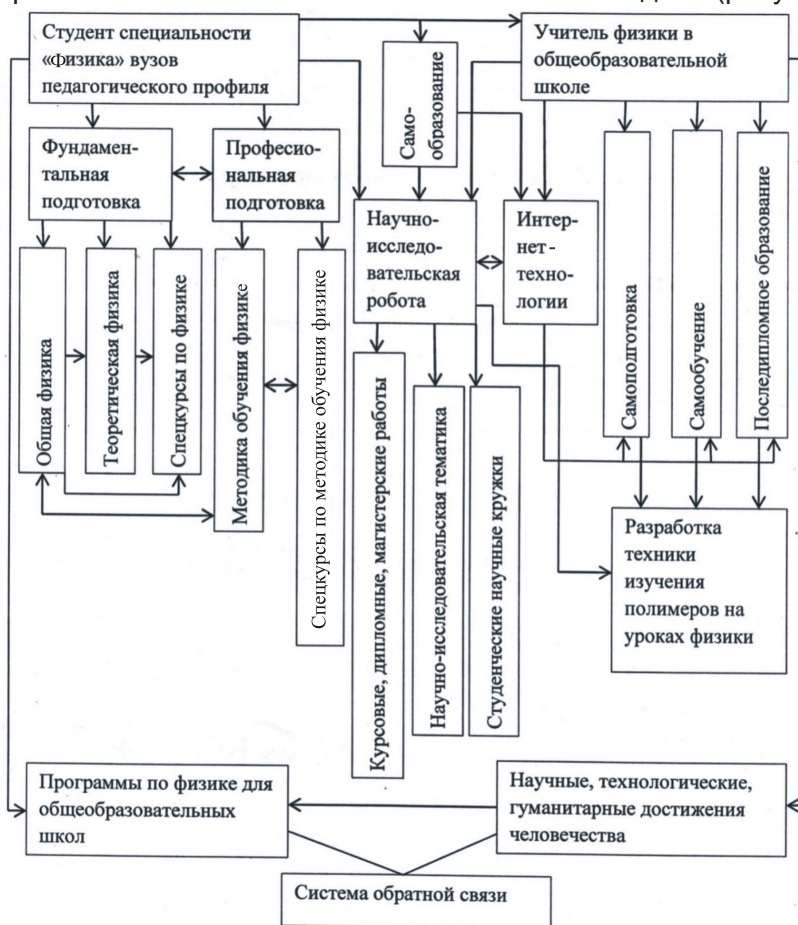 Студент специальности
«Физика» вузов
педагогического профиля
Само-
образование
Учитель физики в
общеобразовательной
школе
Фундамен-
тальная
подготовка
Професио-
нальная
подготовка
Научно-
исследо-
вательская
робота
Интер-
нет-
техно-
логии
Самоподготовка
Самообучение
Последипломное образование
Общая физика
Теоретическая физика
Спецкурсы по физике
Методика обучения физике
Спецкурсы по методике обучения физике
Курсовые, дипломные, магистерские работы
Научно-исследовательская тематика
Студенческие научные кружки
Разработка
техники
изучения
полимеров на
уроках физики
Программы по физике для
общеобразовательных
школ
Научные, технологические,
гуманитарные достижения
человечества
Система обратной связи